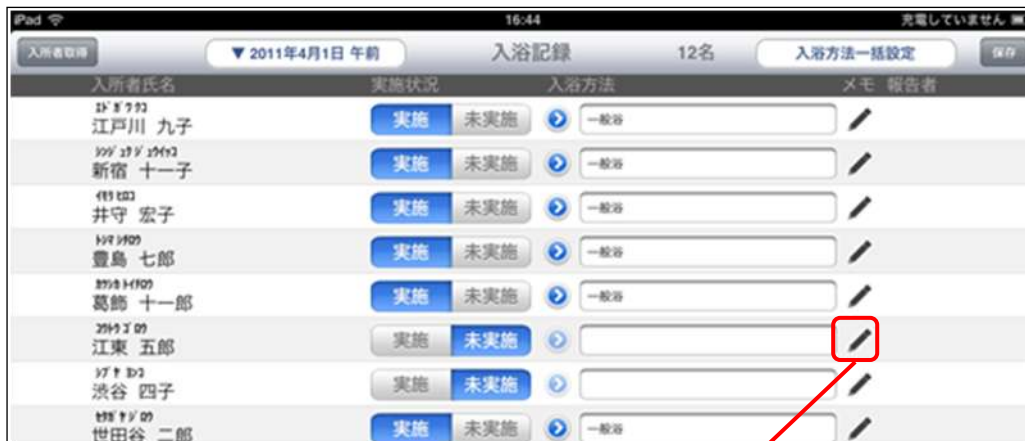 iPad 16:44 充電していません
入所者取得 ▼ 2011年4月1日 午前 入浴記録 12名 入浴方法一括設定 保存
入所者氏名 実施状況 入浴方法 メモ 報告者
江戸川 九子 実施 未実施 一般浴
新宿 十一子 実施 未実施 一般浴
イモリ ヒロコ
井守 宏子 実施 未実施 一般浴
豊島 七郎 実施 未実施 一般浴
葛飾 十一郎 実施 未実施 一般浴
江東 五郎 実施 未実施
渋谷 四子 実施 未実施
世田谷 二郎 実施 未実施 一般浴